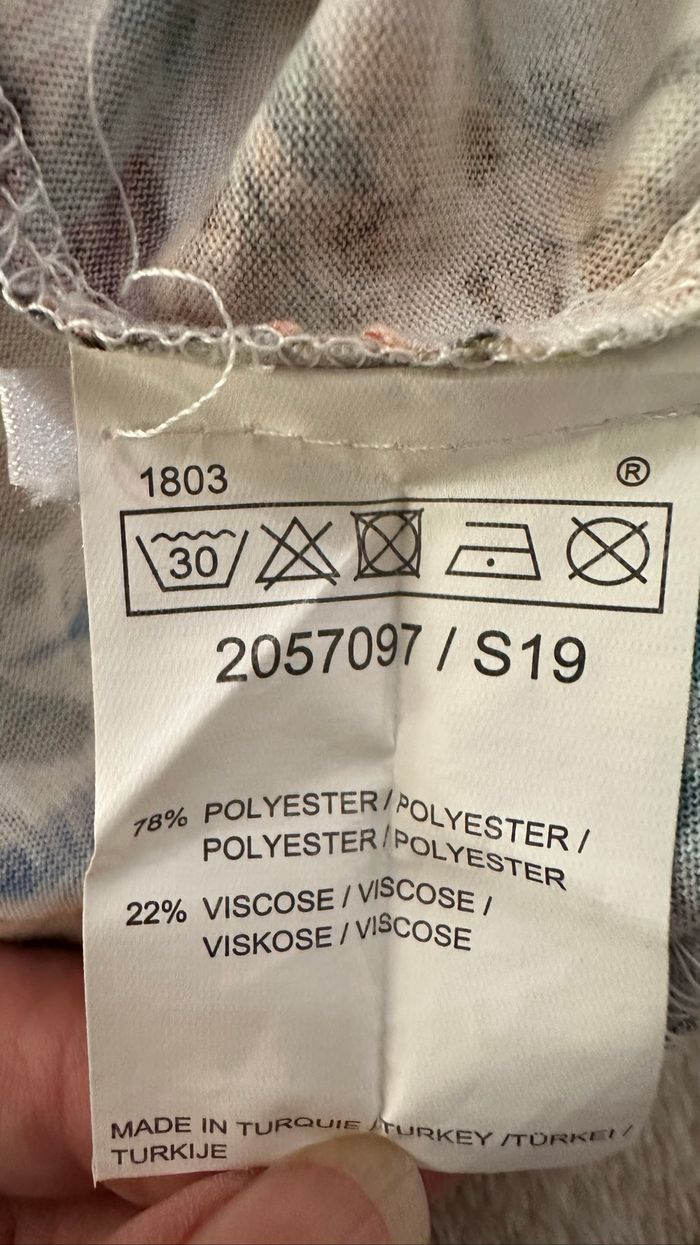 1803 ®
30
2057097 / S19
78% POLYESTER / POLYESTER /
POLYESTER / POLYESTER
22% VISCOSE / VISCOSE /
VISKOSE / VISCOSE
MADE IN TURQUIE / TURKEY / TÜRKEI /
TURKIJE